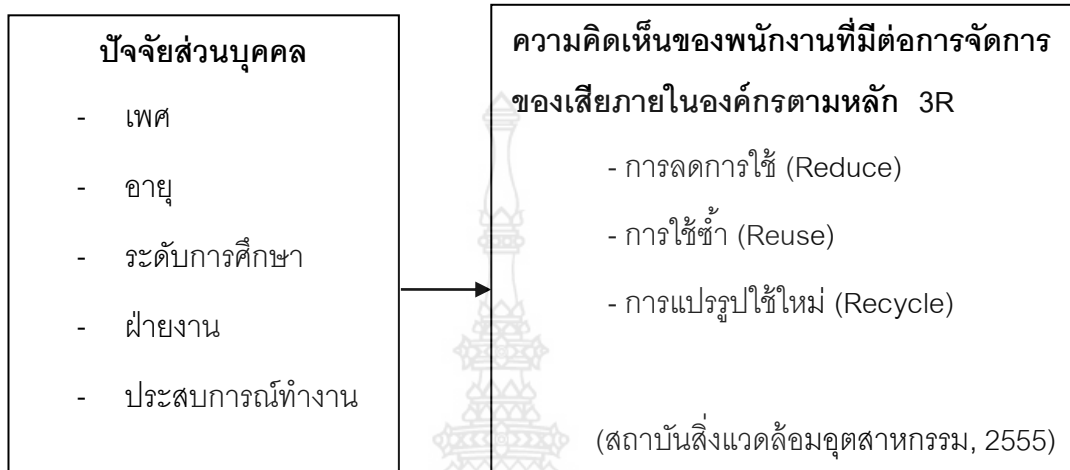 ปัจจัยส่วนบุคคล
- เพศ
- อายุ
- ระดับการศึกษา
- ฝ่ายงาน
- ประสบการณ์ทำงาน
ความคิดเห็นของพนักงานที่มีต่อการจัดการ
ของเสียภายในองค์กรตามหลัก 3R
- การลดการใช้ (Reduce)
- การใช้ซ้ำ (Reuse)
- การแปรรูปใช้ใหม่ (Recycle)
(สถาบันสิ่งแวดล้อมอุตสาหกรรม, 2555)